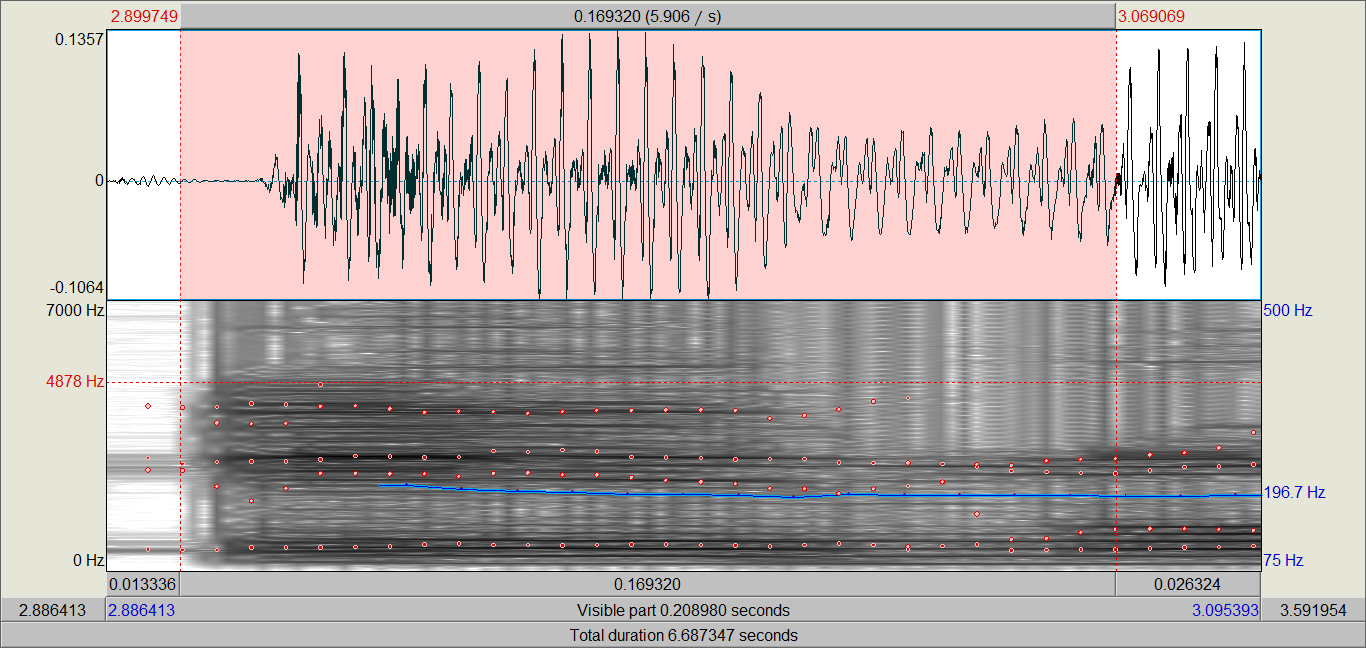 2.899749 0.169320 (5.906 / s) 3.069069
0.1357
0
-0.1064
7000 Hz 500 Hz
4878 Hz
196.7 Hz
0 Hz 75 Hz
0.013336 0.169320 0.026324
2.886413 2.886413 Visible part 0.208980 seconds 3.095393 3.591954
Total duration 6.687347 seconds